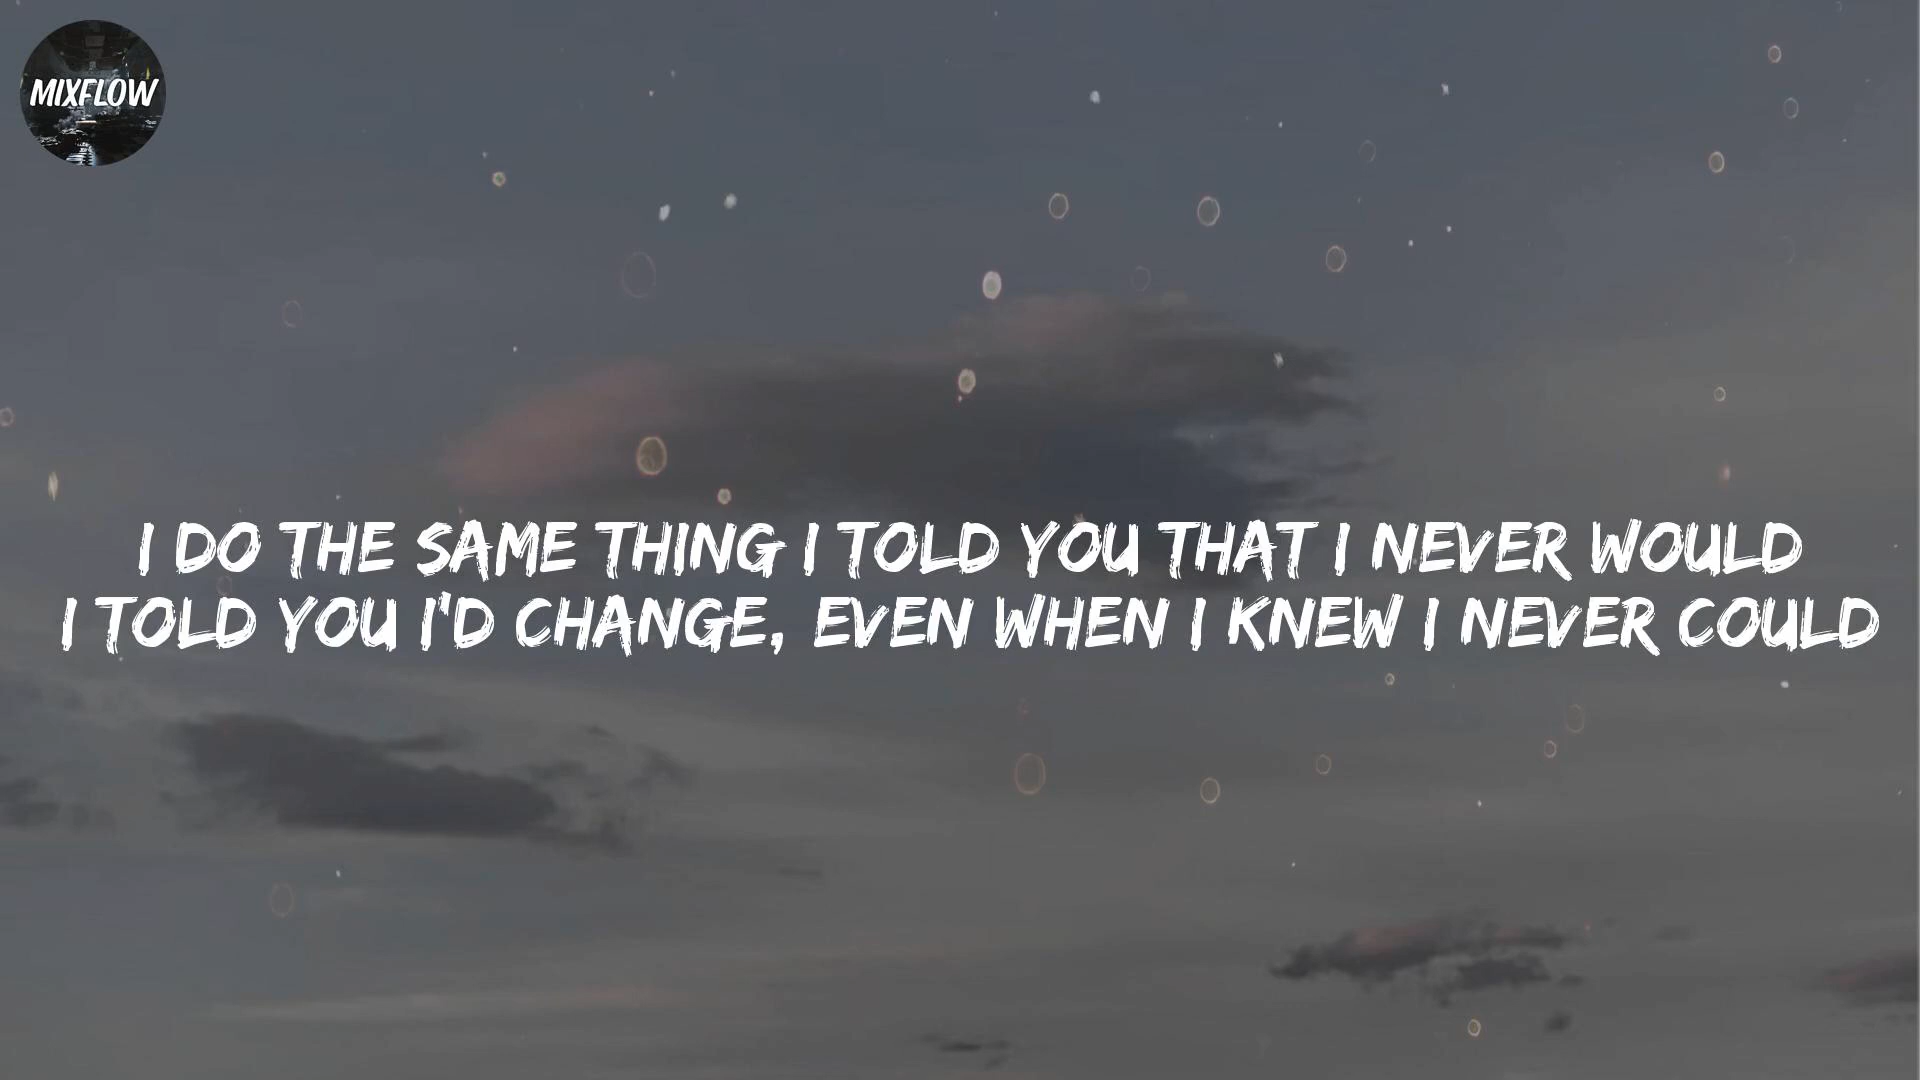 MIXFLOW
I DO THE SAME THING I TOLD YOU THAT I NEVER WOULD
I TOLD YOU I'D CHANGE, EVEN WHEN I KNEW I NEVER COULD